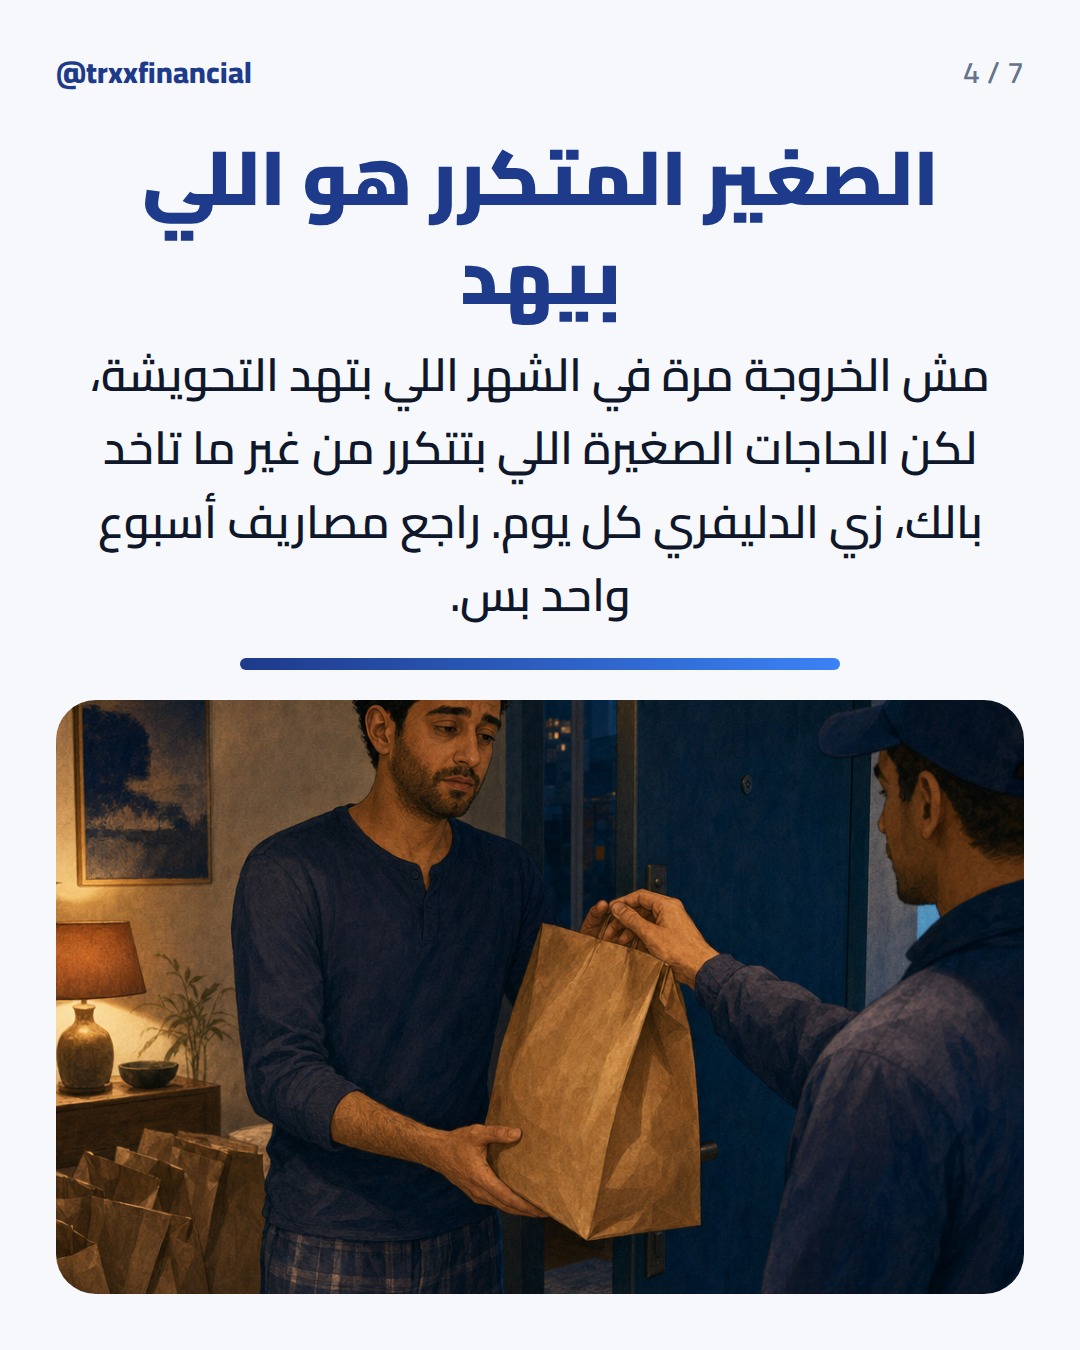 @trxxfinancial
4 / 7
الصغير المتكرر هو اللي
بيهد
مش الخروجة مرة في الشهر اللي بتهد التحويشة،
لكن الحاجات الصغيرة اللي بتتكرر من غير ما تاخد
بالك، زي الدليفري كل يوم. راجع مصاريف أسبوع
واحد بس.